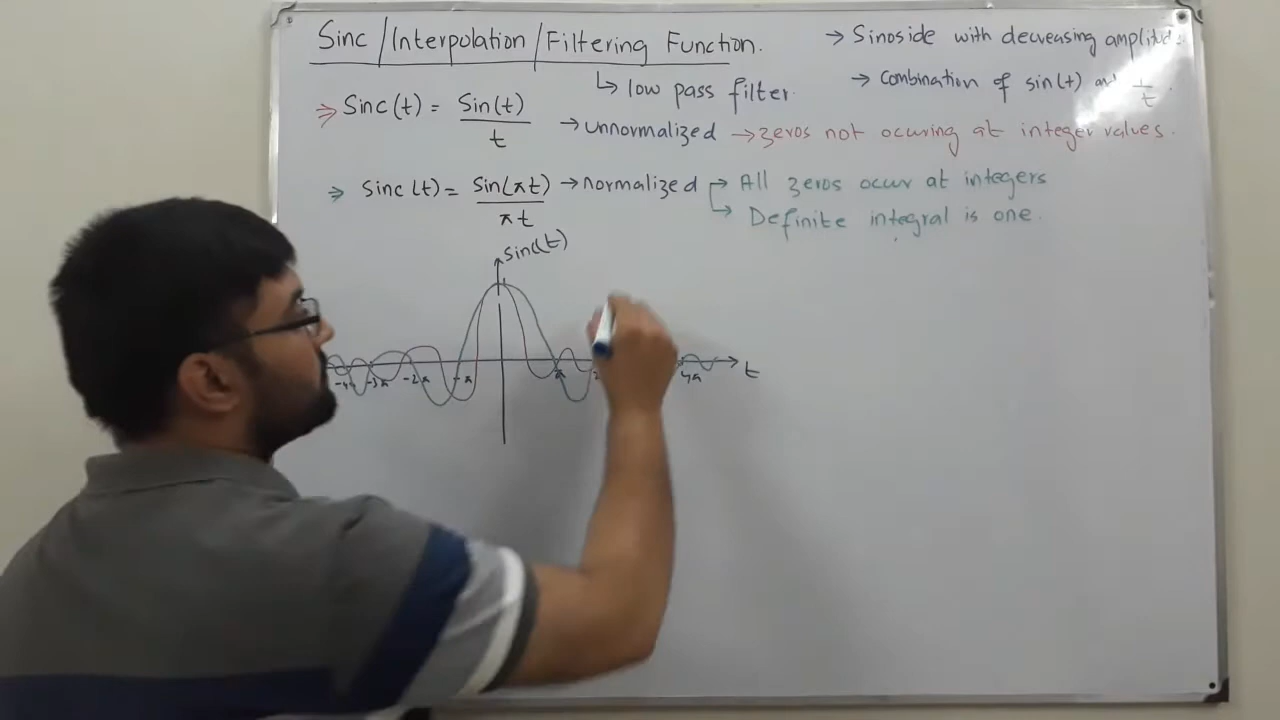 Sinc/Interpolation/Filtering Function.
→ Sinoside with decreasing amplitude.
↳ low pass filter.
→ Combination of sin(t) and 1/t.
⇒ Sinc(t) = Sin(t)/t → unnormalized → zeros not occuring at integer values.
⇒ Sinc(t) = Sin(πt)/πt → normalized → All zeros occur at integers
↳ Definite integral is one.
sinc(t)
-4π -3π -2π -π π 2 4π t